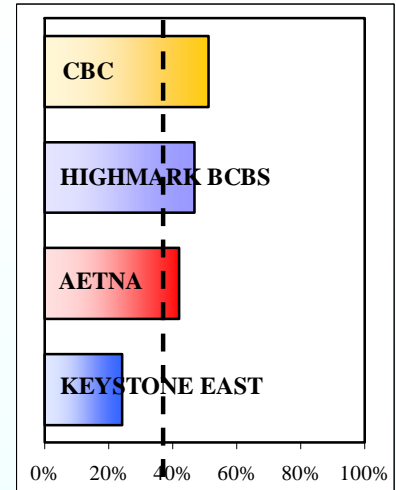 CBC
HIGHMARK BCBS
AETNA
KEYSTONE EAST
0% 20% 40% 60% 80% 100%